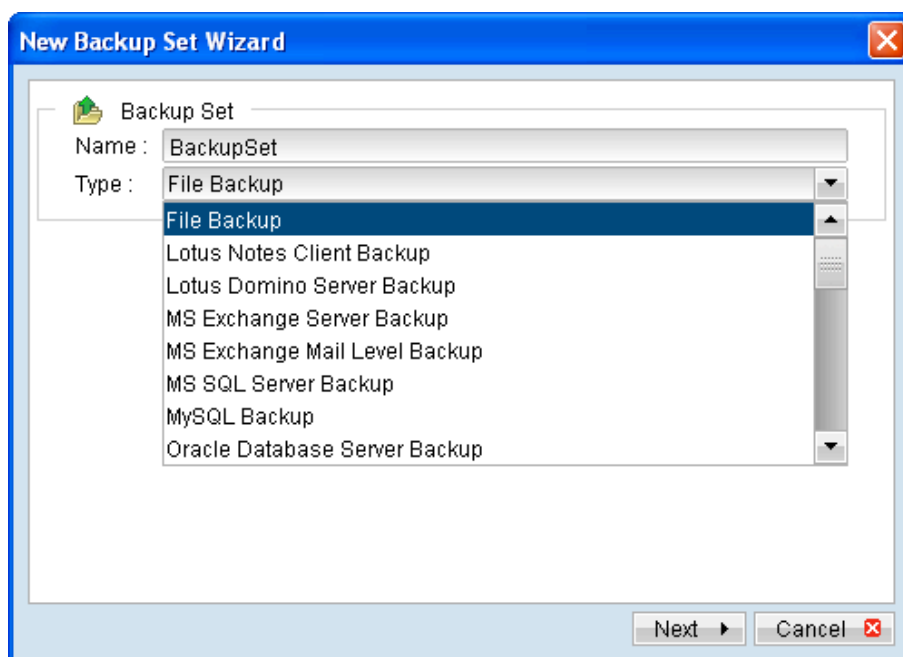 New Backup Set Wizard
Backup Set
Name : BackupSet
Type : File Backup
File Backup
Lotus Notes Client Backup
Lotus Domino Server Backup
MS Exchange Server Backup
MS Exchange Mail Level Backup
MS SQL Server Backup
MySQL Backup
Oracle Database Server Backup
Next Cancel